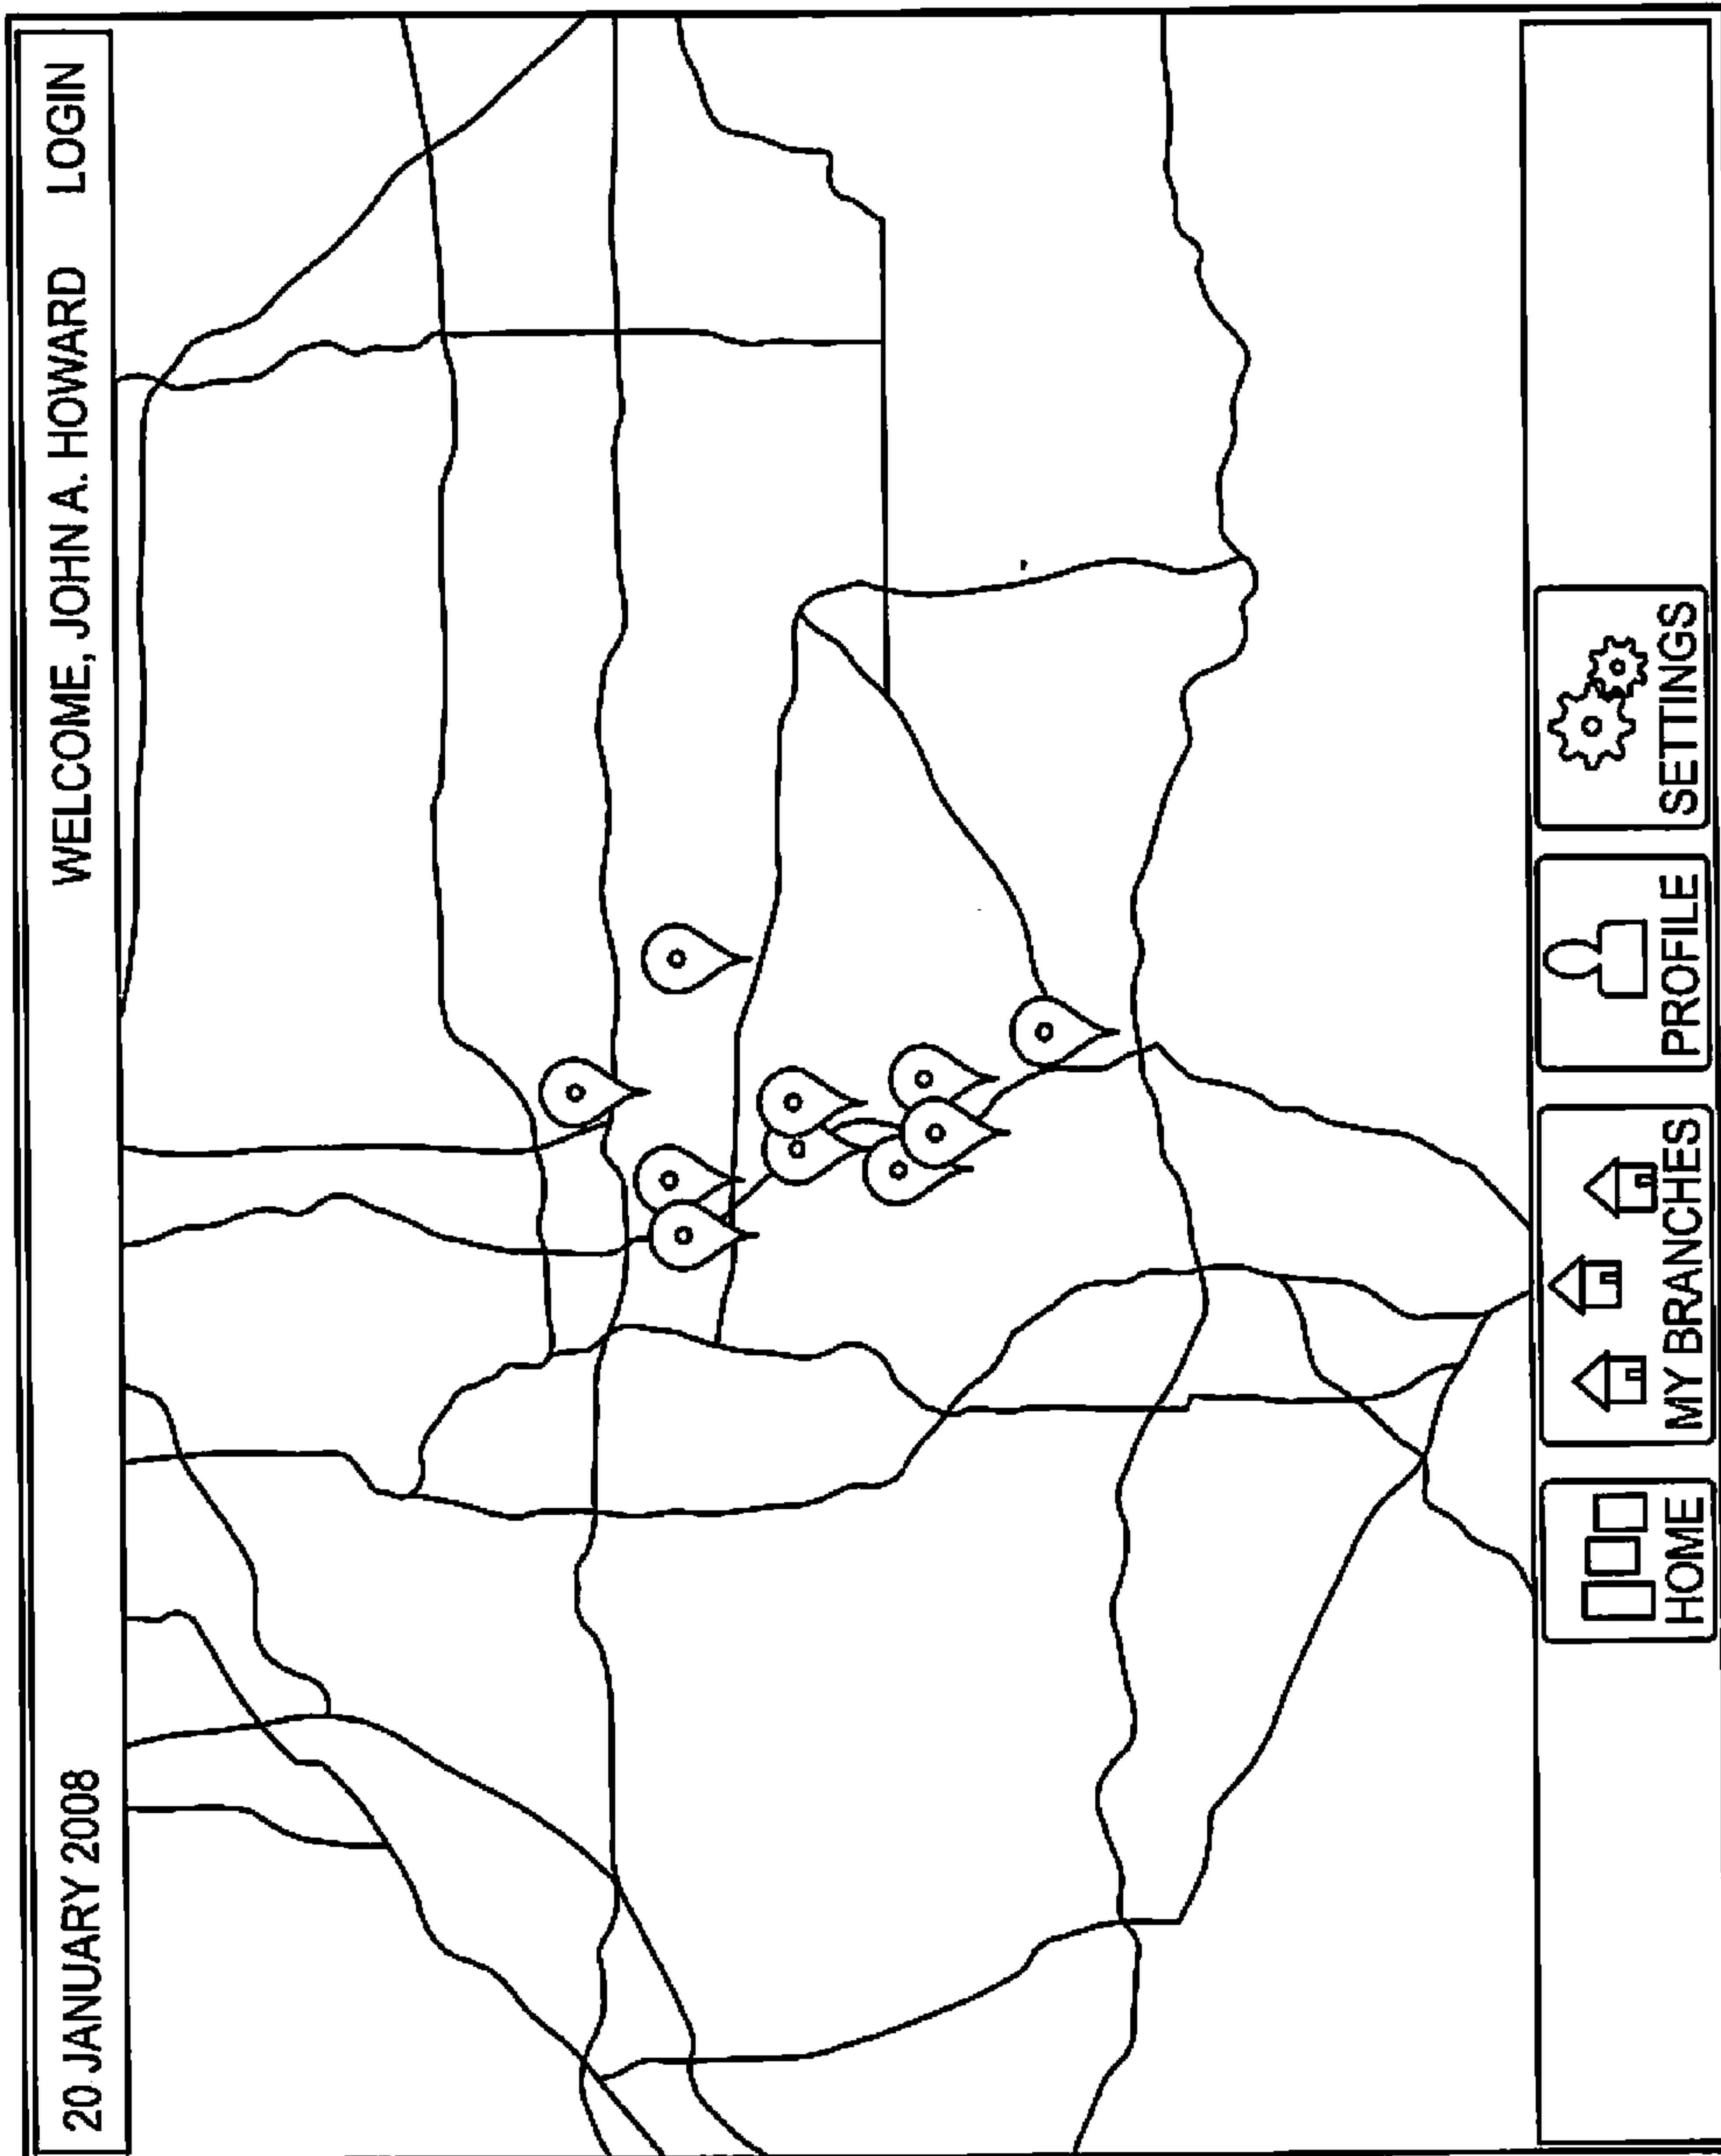 20 JANUARY 2008 WELCOME, JOHN A. HOWARD LOGIN
HOME MY BRANCHES PROFILE SETTINGS